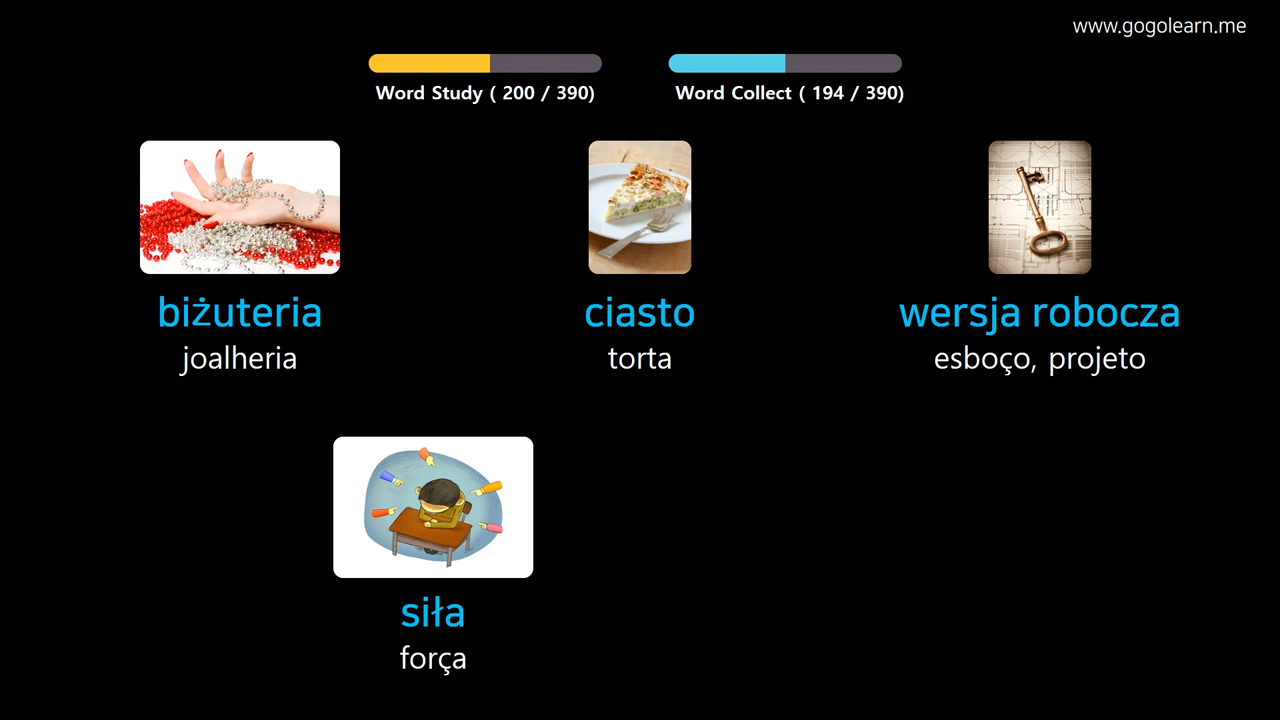 www.gogolearn.me
Word Study ( 200 / 390)
Word Collect ( 194 / 390)
biżuteria
joalheria
ciasto
torta
wersja robocza
esboço, projeto
siła
força